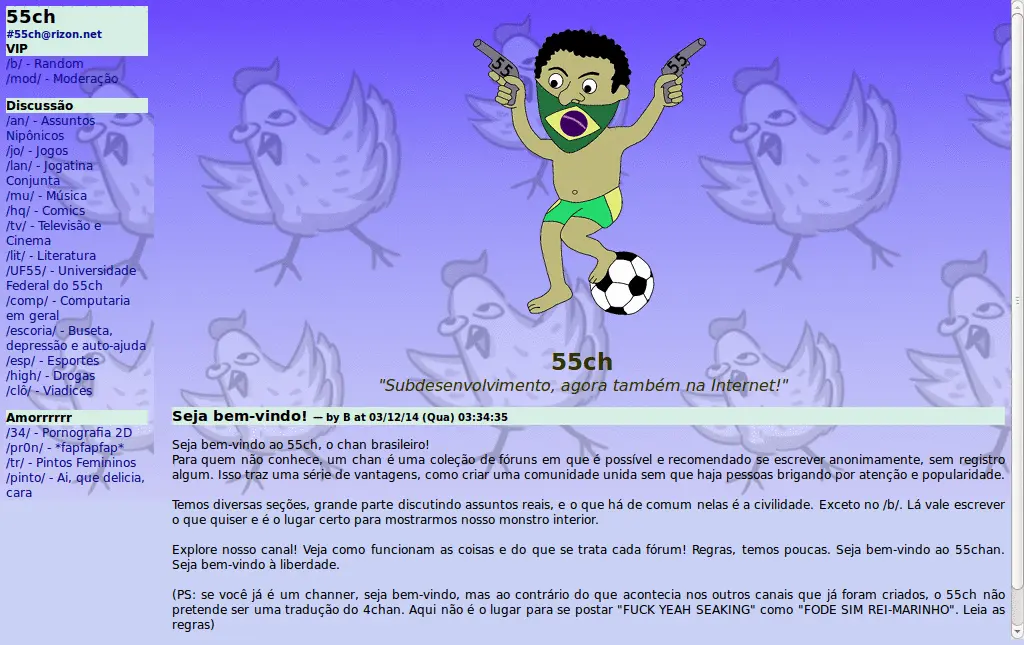 55ch
#55ch@rizon.net
VIP
/b/ - Random
/mod/ - Moderação
Discussão
/an/ - Assuntos
Nipônicos
/jo/ - Jogos
/lan/ - Jogatina
Conjunta
/mu/ - Música
/hq/ - Comics
/tv/ - Televisão e
Cinema
/lit/ - Literatura
/UF55/ - Universidade
Federal do 55ch
/comp/ - Computaria
em geral
/escoria/ - Buseta,
depressão e auto-ajuda
/esp/ - Esportes
/high/ - Drogas
/clô/ - Viadices
Amorrrrrr
/34/ - Pornografia 2D
/pr0n/ - *fapfapfap*
/tr/ - Pintos Femininos
/pinto/ - Ai, que delicia,
cara
55
55
55ch
"Subdesenvolvimento, agora também na Internet!"
Seja bem-vindo! — by B at 03/12/14 (Qua) 03:34:35
Seja bem-vindo ao 55ch, o chan brasileiro!
Para quem não conhece, um chan é uma coleção de fóruns em que é possível e recomendado se escrever anonimamente, sem registro
algum. Isso traz uma série de vantagens, como criar uma comunidade unida sem que haja pessoas brigando por atenção e popularidade.
Temos diversas seções, grande parte discutindo assuntos reais, e o que há de comum nelas é a civilidade. Exceto no /b/. Lá vale escrever
o que quiser e é o lugar certo para mostrarmos nosso monstro interior.
Explore nosso canal! Veja como funcionam as coisas e do que se trata cada fórum! Regras, temos poucas. Seja bem-vindo ao 55chan.
Seja bem-vindo à liberdade.
(PS: se você já é um channer, seja bem-vindo, mas ao contrário do que acontecia nos outros canais que já foram criados, o 55ch não
pretende ser uma tradução do 4chan. Aqui não é o lugar para se postar "FUCK YEAH SEAKING" como "FODE SIM REI-MARINHO". Leia as
regras)